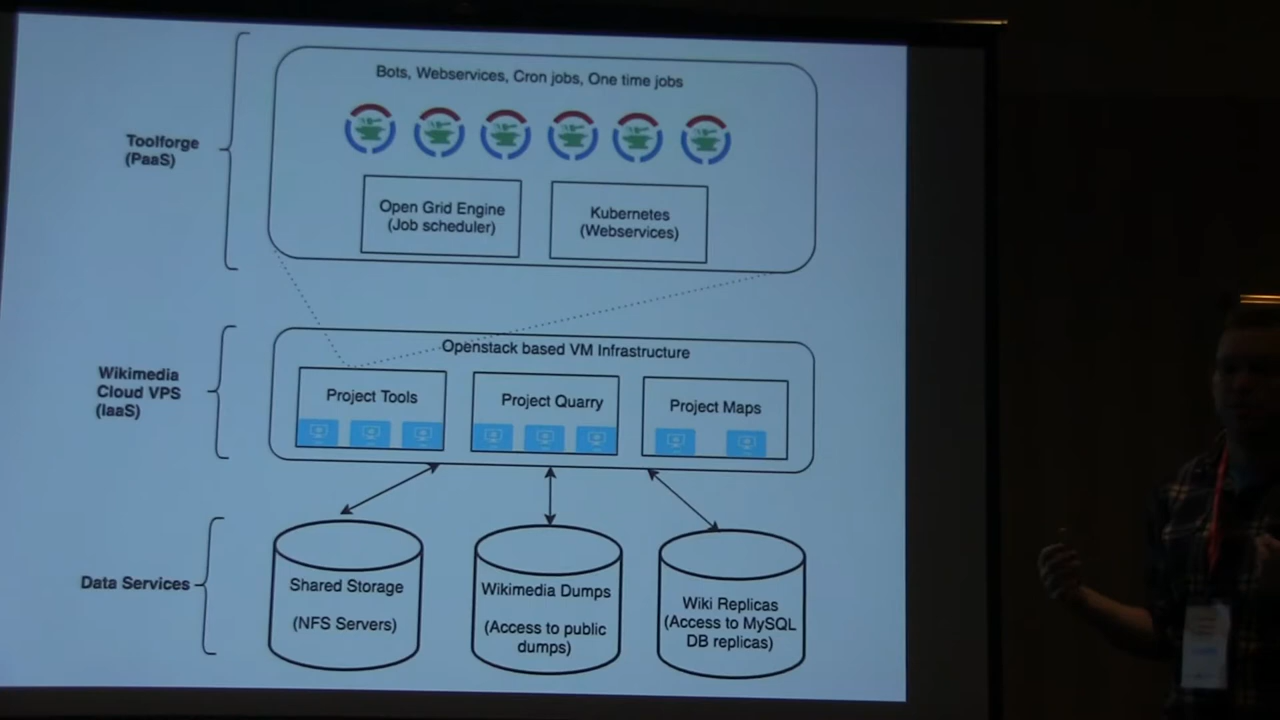 Bots, Webservices, Cron jobs, One time jobs
Toolforge
(PaaS)
Open Grid Engine
(Job scheduler)
Kubernetes
(Webservices)
Wikimedia
Cloud VPS
(IaaS)
Openstack based VM Infrastructure
Project Tools
Project Quarry
Project Maps
Data Services
Shared Storage
(NFS Servers)
Wikimedia Dumps
(Access to public
dumps)
Wiki Replicas
(Access to MySQL
DB replicas)